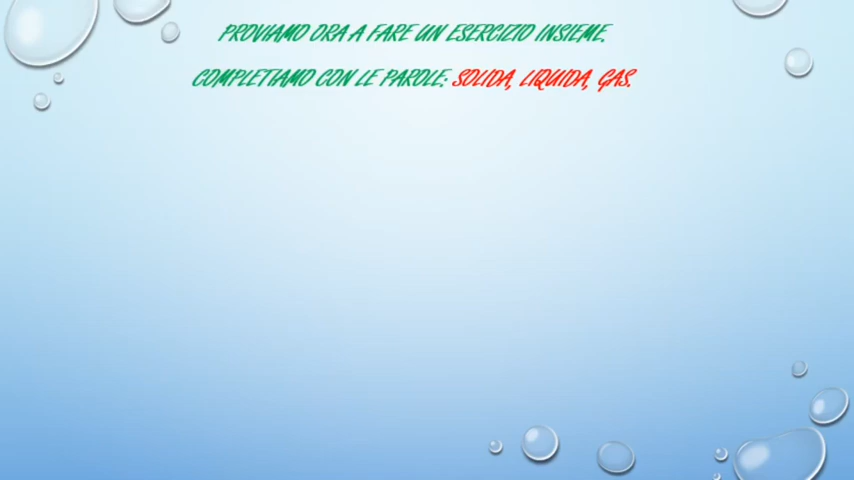 PROVIAMO ORA A FARE UN ESERCIZIO INSIEME.
COMPLETIAMO CON LE PAROLE: SOLIDA, LIQUIDA, GAS.